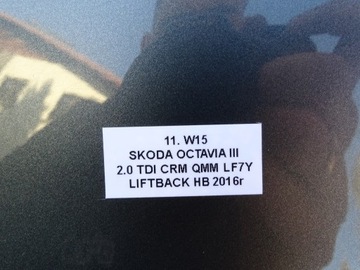 11. W15
SKODA OCTAVIA III
2.0 TDI CRM QMM LF7Y
LIFTBACK HB 2016r